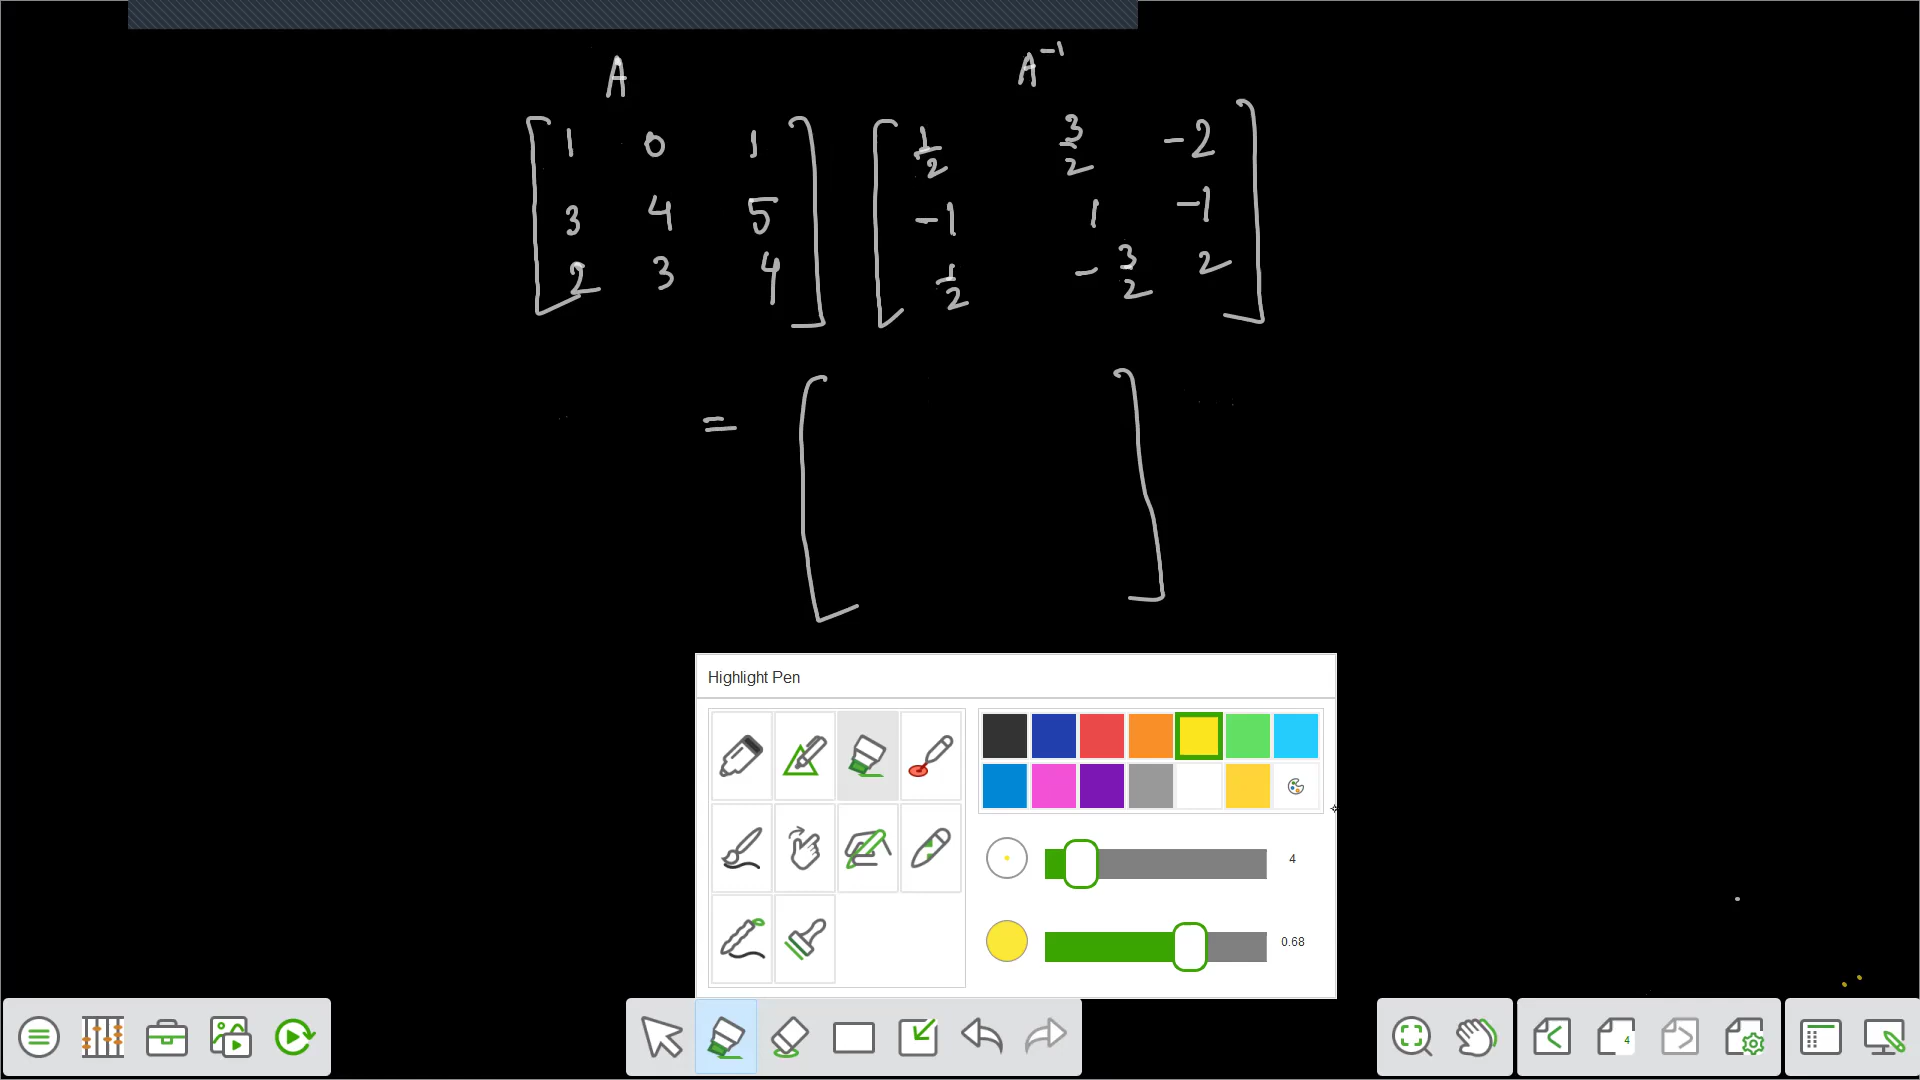 A A⁻¹
1 0 1 1/2 3/2 -2
3 4 5 -1 1 -1
2 3 4 1/2 -3/2 2
=
Highlight Pen
4
0.68
4